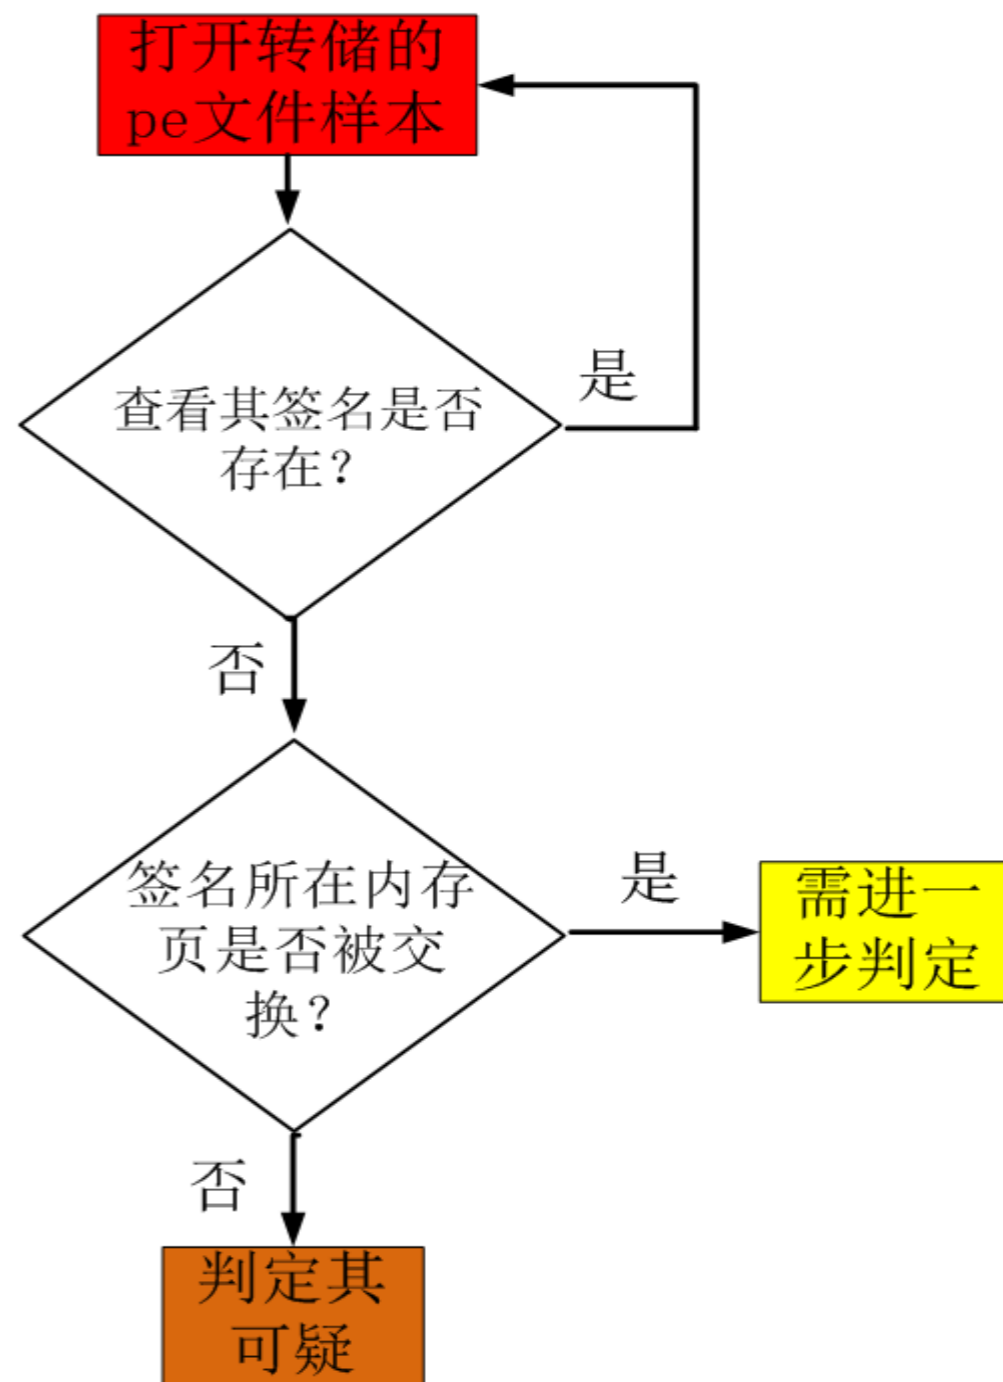 打开转储的
pe文件样本
是
查看其签名是否
存在？
否
签名所在内存
页是否被交
换？
是
需进一
步判定
否
判定其
可疑